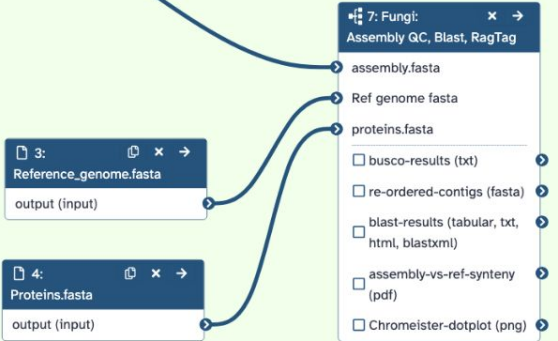 7: Fungi:
Assembly QC, Blast, RagTag
assembly.fasta
Ref genome fasta
proteins.fasta
busco-results (txt)
re-ordered-contigs (fasta)
blast-results (tabular, txt,
html, blastxml)
assembly-vs-ref-synteny
(pdf)
Chromeister-dotplot (png)
3:
Reference_genome.fasta
output (input)
4:
Proteins.fasta
output (input)